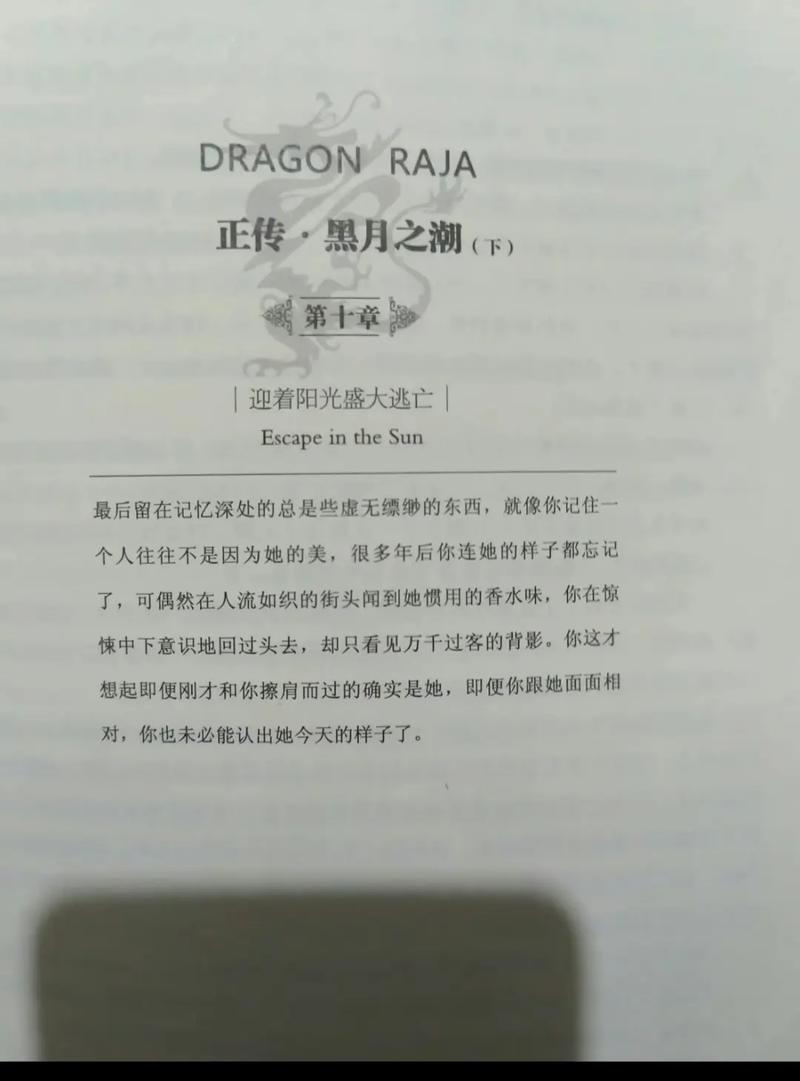 DRAGON RAJA
正传·黑月之潮(下)
第十章
迎着阳光盛大逃亡
Escape in the Sun
最后留在记忆深处的总是些虚无缥缈的东西，就像你记住一
个人往往不是因为她的美，很多年后你连她的样子都忘记
了，可偶然在人流如织的街头闻到她惯用的香水味，你在惊
悚中下意识地回过头去，却只看见万千过客的背影。你这才
想起即便刚才和你擦肩而过的确实是她，即便你跟她面面相
对，你也未必能认出她今天的样子了。